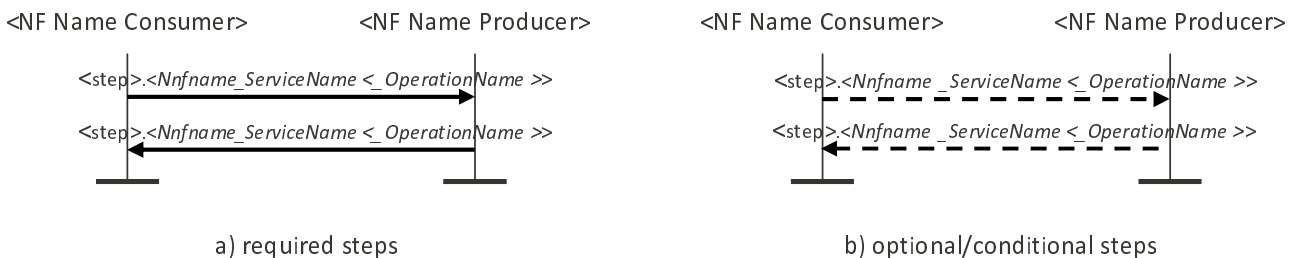 <NF Name Consumer> <NF Name Producer>
<step>.<Nnfname_ServiceName <_OperationName >>
<step>.<Nnfname_ServiceName <_OperationName >>
a) required steps
<NF Name Consumer> <NF Name Producer>
<step>.<Nnfname _ServiceName <_OperationName >>
<step>.<Nnfname _ServiceName <_OperationName >>
b) optional/conditional steps